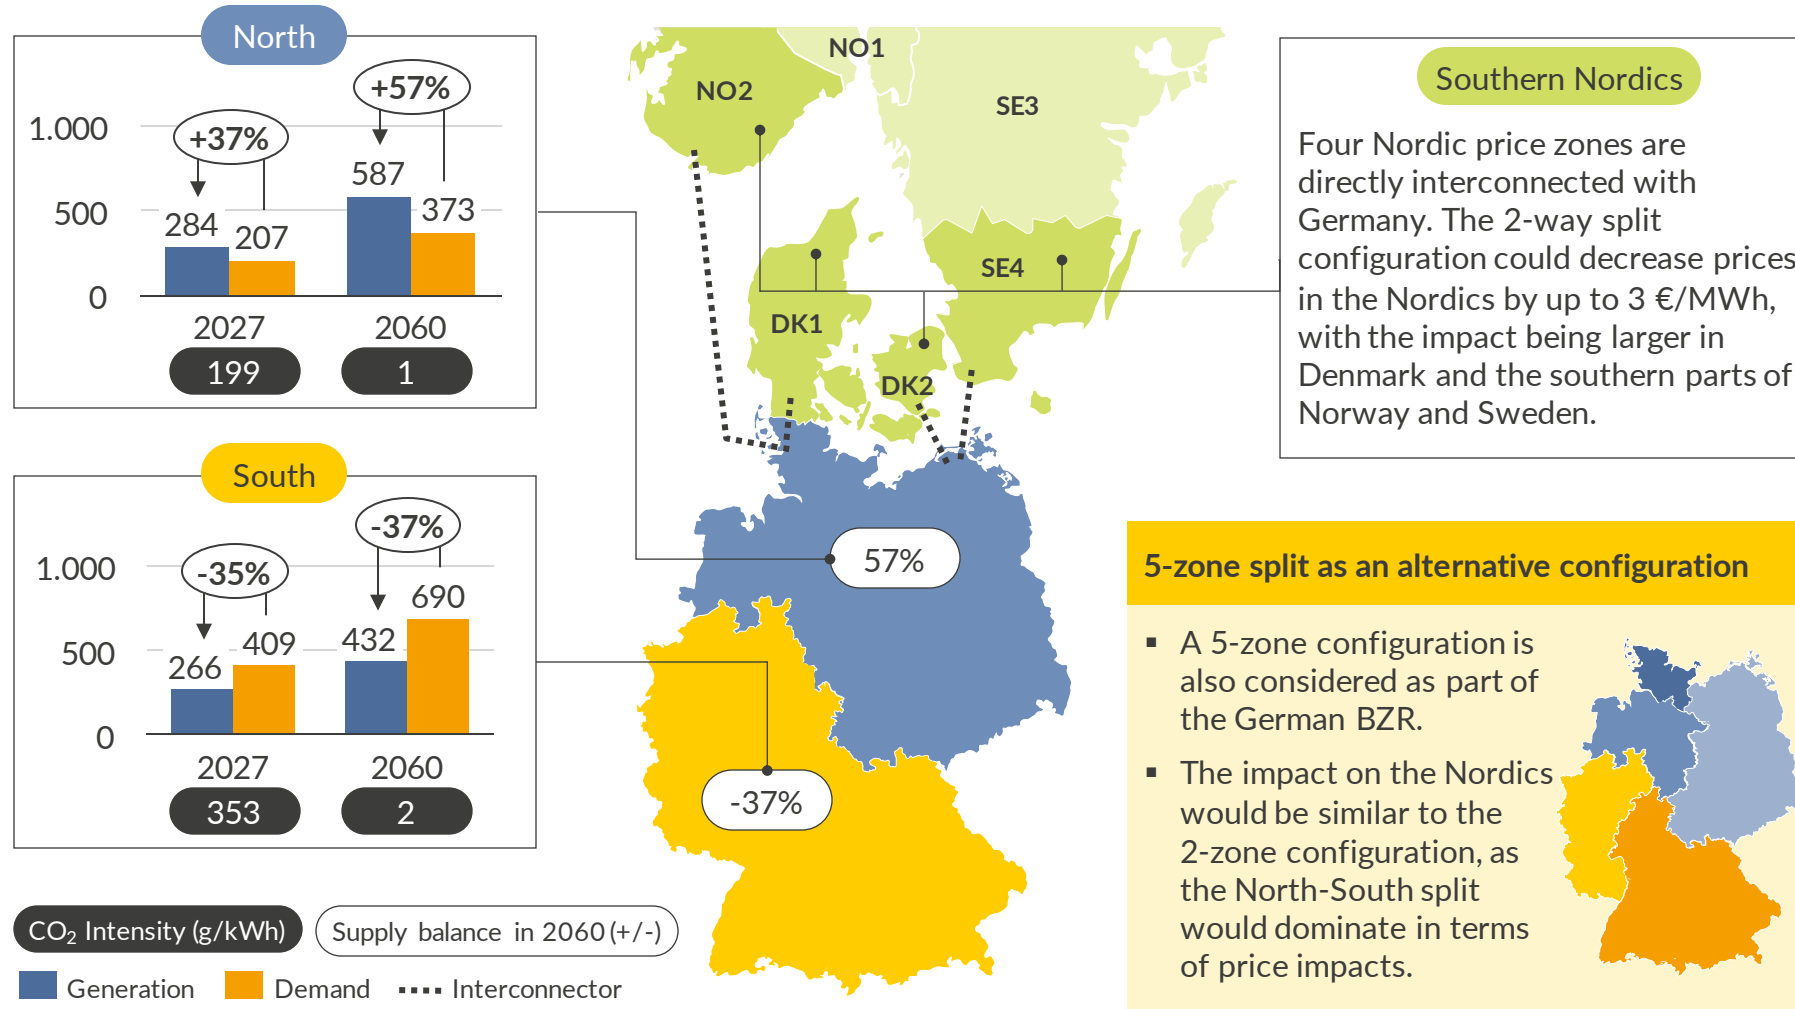 North
+57%
1.000
+37%
587
500
284
207
373
0
2027
2060
199
1
South
-37%
1.000
-35%
690
500
266
409
432
0
2027
2060
353
2
CO₂ Intensity (g/kWh)
Supply balance in 2060 (+/-)
Generation
Demand
Interconnector
NO1
NO2
SE3
SE4
DK1
DK2
57%
-37%
Southern Nordics
Four Nordic price zones are
directly interconnected with
Germany. The 2-way split
configuration could decrease prices
in the Nordics by up to 3 €/MWh,
with the impact being larger in
Denmark and the southern parts of
Norway and Sweden.
5-zone split as an alternative configuration
▪ A 5-zone configuration is
also considered as part of
the German BZR.
▪ The impact on the Nordics
would be similar to the
2-zone configuration, as
the North-South split
would dominate in terms
of price impacts.